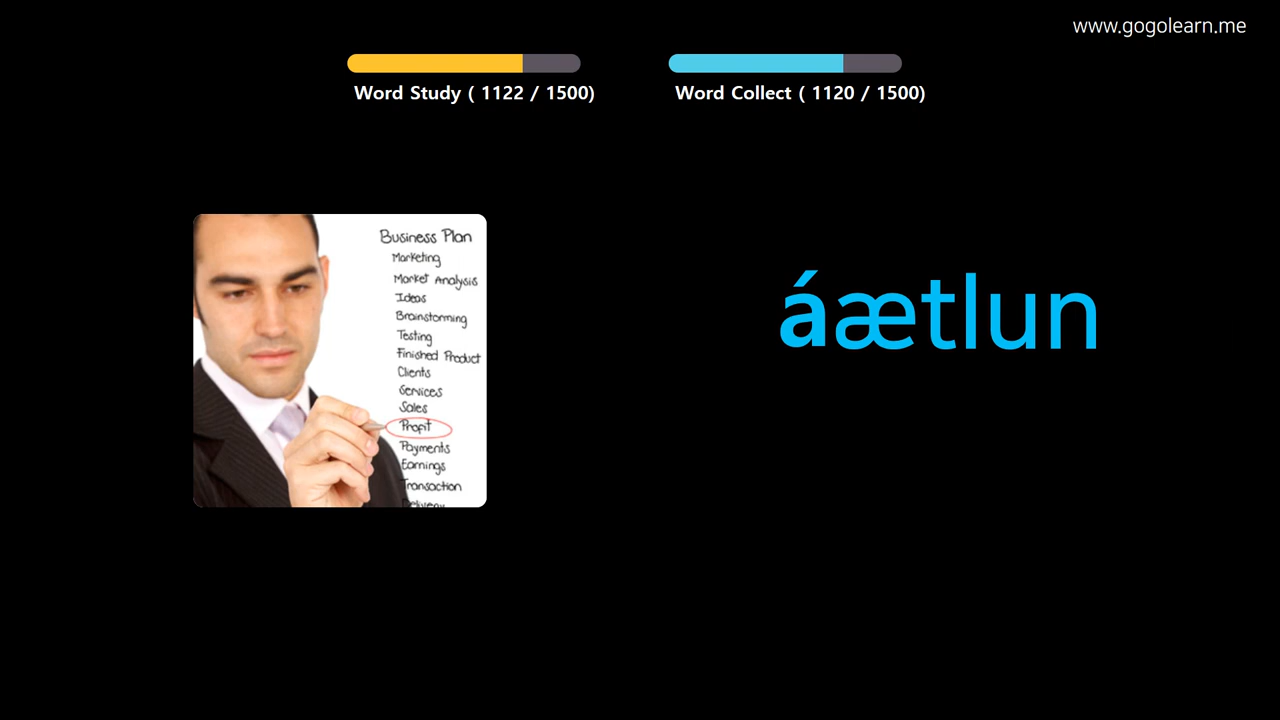 www.gogolearn.me
Word Study ( 1122 / 1500)
Word Collect ( 1120 / 1500)
Business Plan
Marketing
Market Analysis
Ideas
Brainstorming
Testing
Finished Product
Clients
Services
Sales
Profit
Payments
Earnings
Transaction
Delivery
áætlun